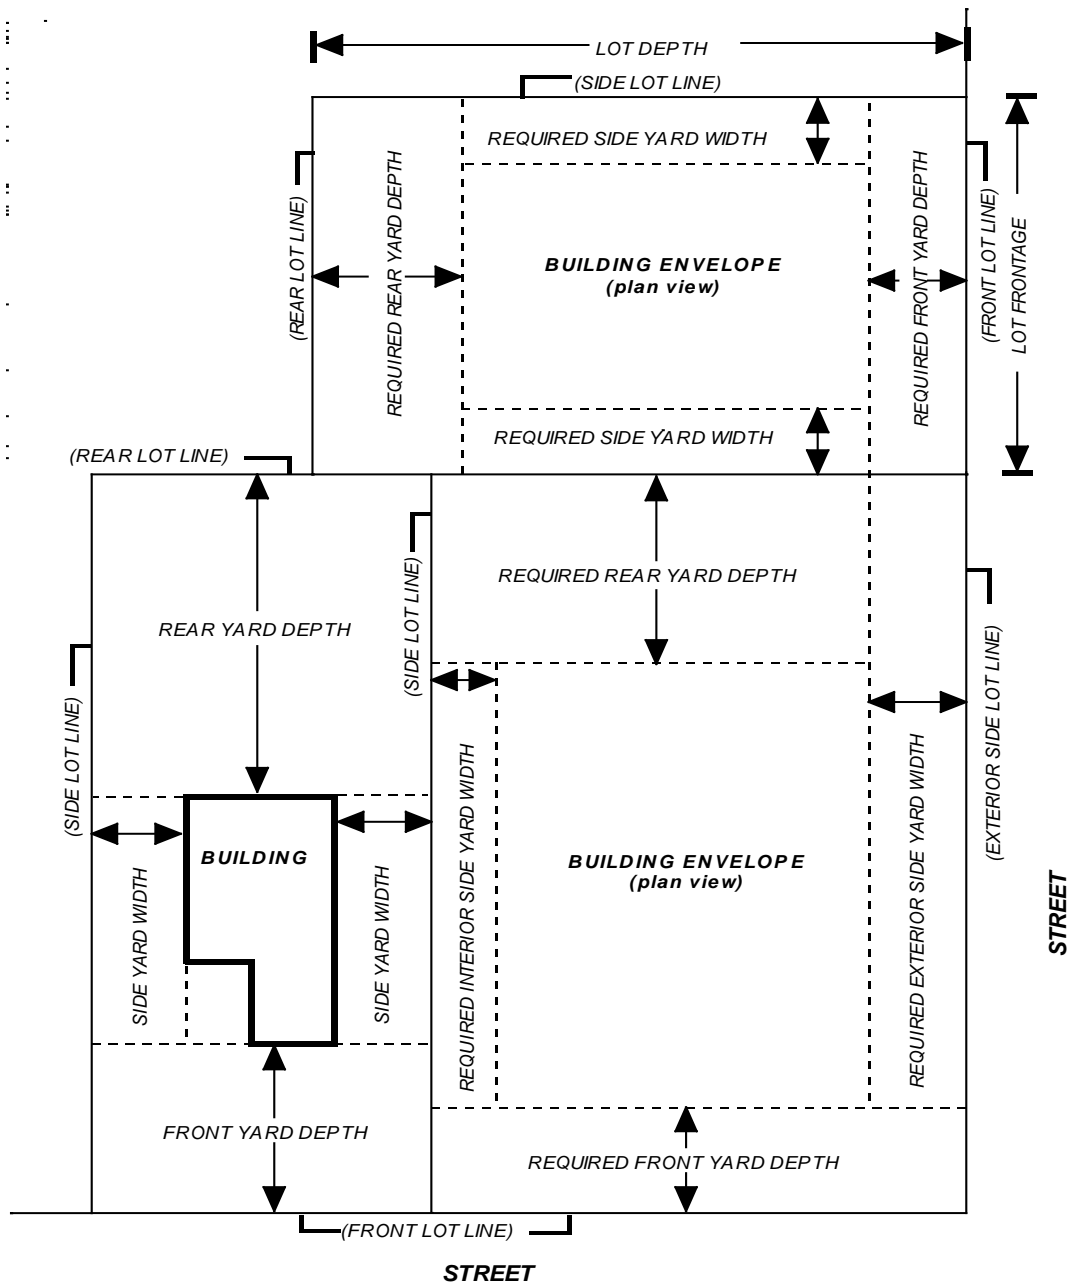 LOT DEPTH
(SIDE LOT LINE)
REQUIRED SIDE YARD WIDTH
(REAR LOT LINE)
REQUIRED REAR YARD DEPTH
BUILDING ENVELOPE
(plan view)
REQUIRED FRONT YARD DEPTH
(FRONT LOT LINE)
LOT FRONTAGE
REQUIRED SIDE YARD WIDTH
(REAR LOT LINE)
(SIDE LOT LINE)
REQUIRED REAR YARD DEPTH
REAR YARD DEPTH
(SIDE LOT LINE)
(EXTERIOR SIDE LOT LINE)
BUILDING
SIDE YARD WIDTH
SIDE YARD WIDTH
REQUIRED INTERIOR SIDE YARD WIDTH
BUILDING ENVELOPE
(plan view)
REQUIRED EXTERIOR SIDE YARD WIDTH
STREET
FRONT YARD DEPTH
REQUIRED FRONT YARD DEPTH
(FRONT LOT LINE)
STREET